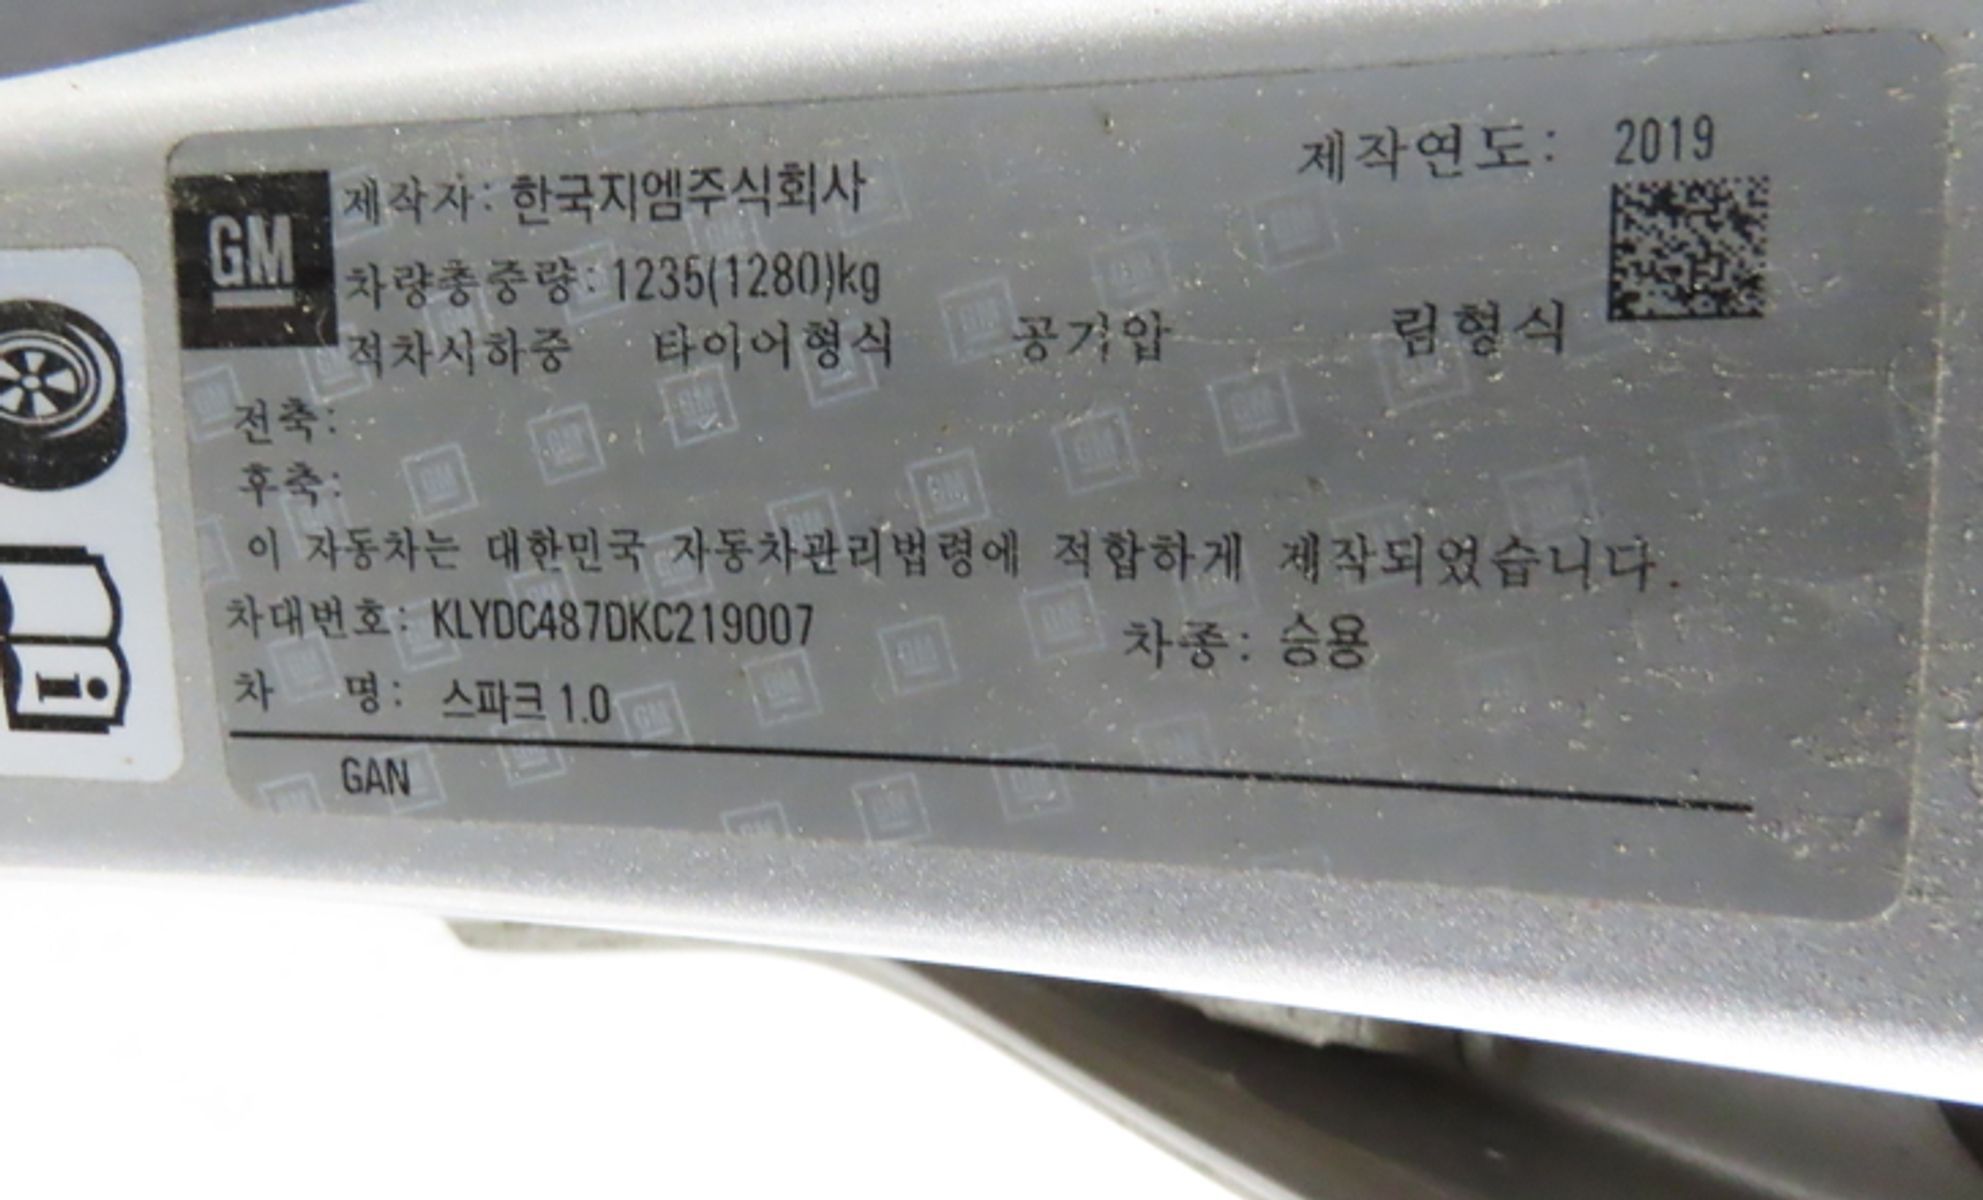 제작연도: 2019
GM
제작자: 한국지엠주식회사
차량총중량: 1235(1280)kg
적차시하중 타이어형식 공기압 림형식
전축:
후축:
이 자동차는 대한민국 자동차관리법령에 적합하게 제작되었습니다.
차대번호: KLYDC487DKC219007 차종: 승용
차 명: 스파크 1.0
GAN
i